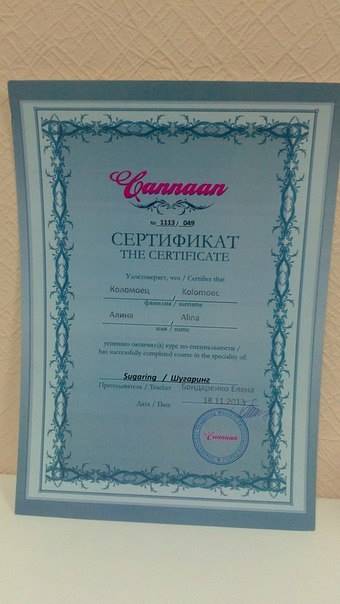 Cannaan
№ 1113 / 049
СЕРТИФИКАТ
THE CERTIFICATE
Удостоверяет, что / Certifies that
Коломоец Kolomoec
фамилия / surname
Алина Alina
имя / name
успешно окончил(а) курс по специальности /
has successfully completed course in the speciality of:
Sugaring / Шугаринг
Преподаватель / Teacher Бондаренко Елена
Дата / Date 18.11.2013
Cannaan